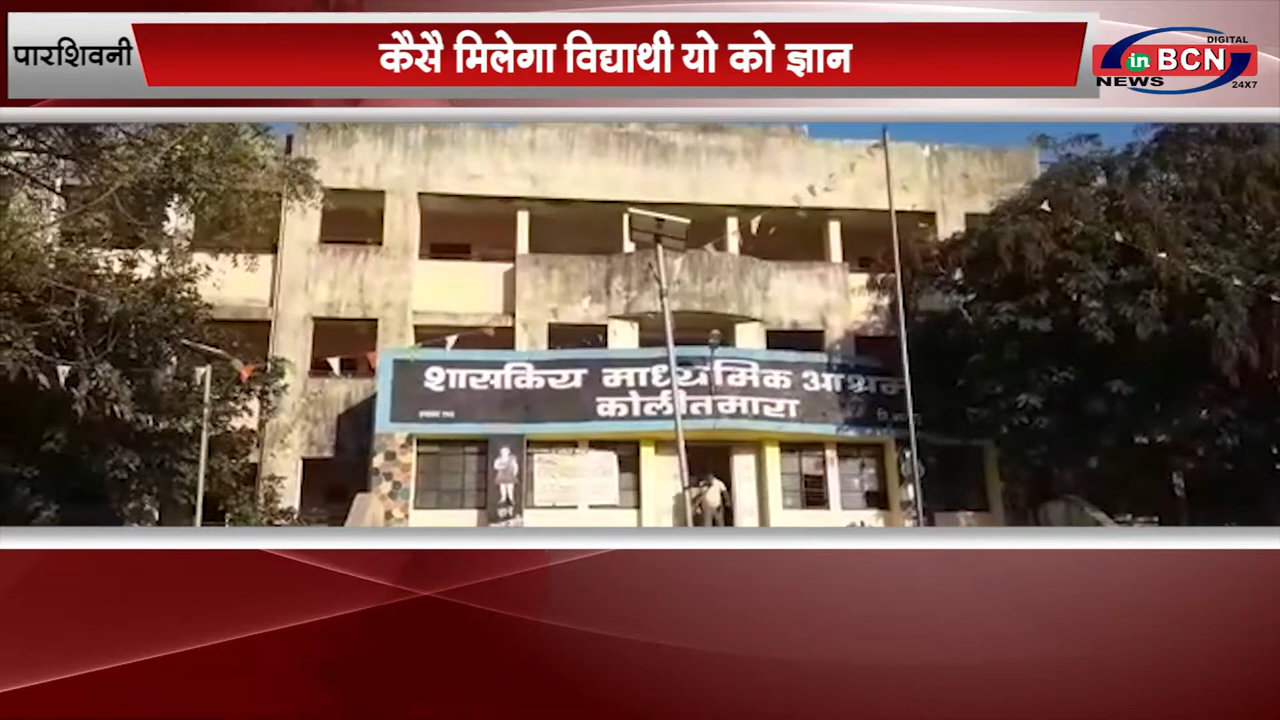 पारशिवनी
कैसै मिलेगा विद्याथी यो को ज्ञान
DIGITAL
in BCN
NEWS
24X7
शासकिय माध्यमिक आश्रम
कोलीतमारा